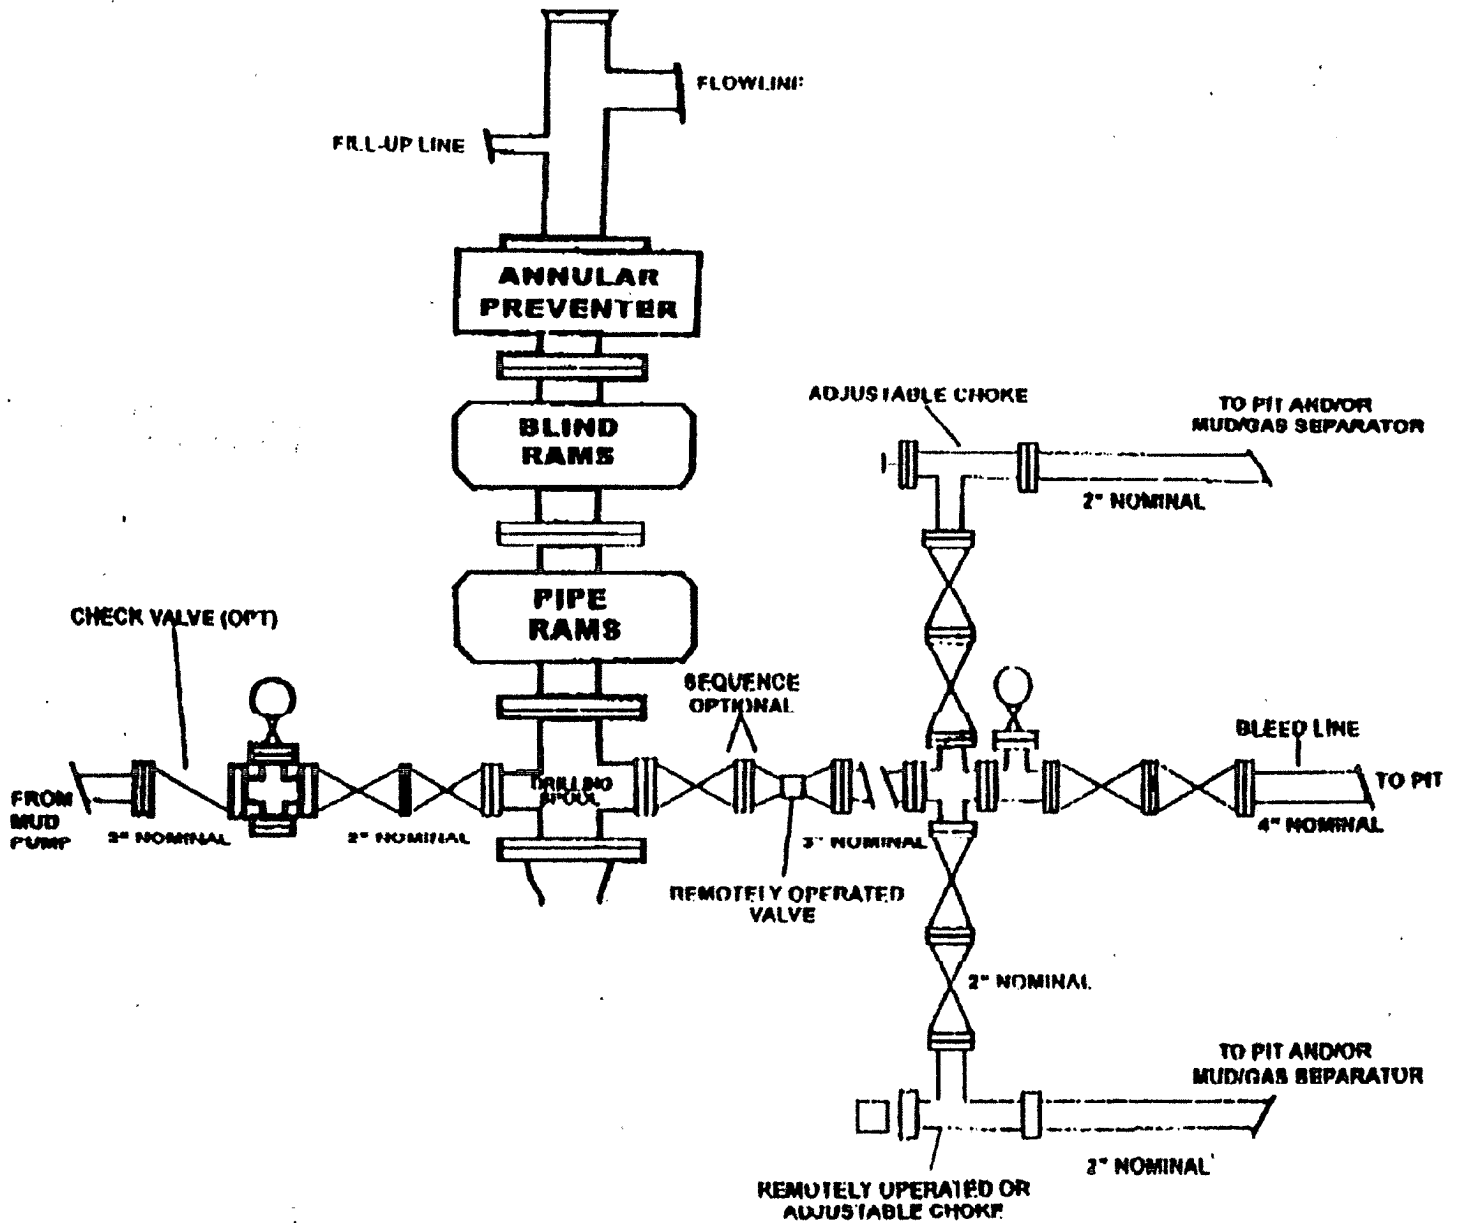 FLOWLINE
FILL-UP LINE
ANNULAR
PREVENTER
BLIND
RAMS
PIPE
RAMS
ADJUSTABLE CHOKE
TO PIT AND/OR
MUD/GAS SEPARATOR
2" NOMINAL
CHECK VALVE (OPT)
SEQUENCE
OPTIONAL
BLEED LINE
TO PIT
4" NOMINAL
FROM
MUD
PUMP
2" NOMINAL
2" NOMINAL
DRILLING
SPOOL
3" NOMINAL
REMOTELY OPERATED
VALVE
2" NOMINAL
TO PIT AND/OR
MUD/GAS SEPARATOR
2" NOMINAL
REMOTELY OPERATED OR
ADJUSTABLE CHOKE